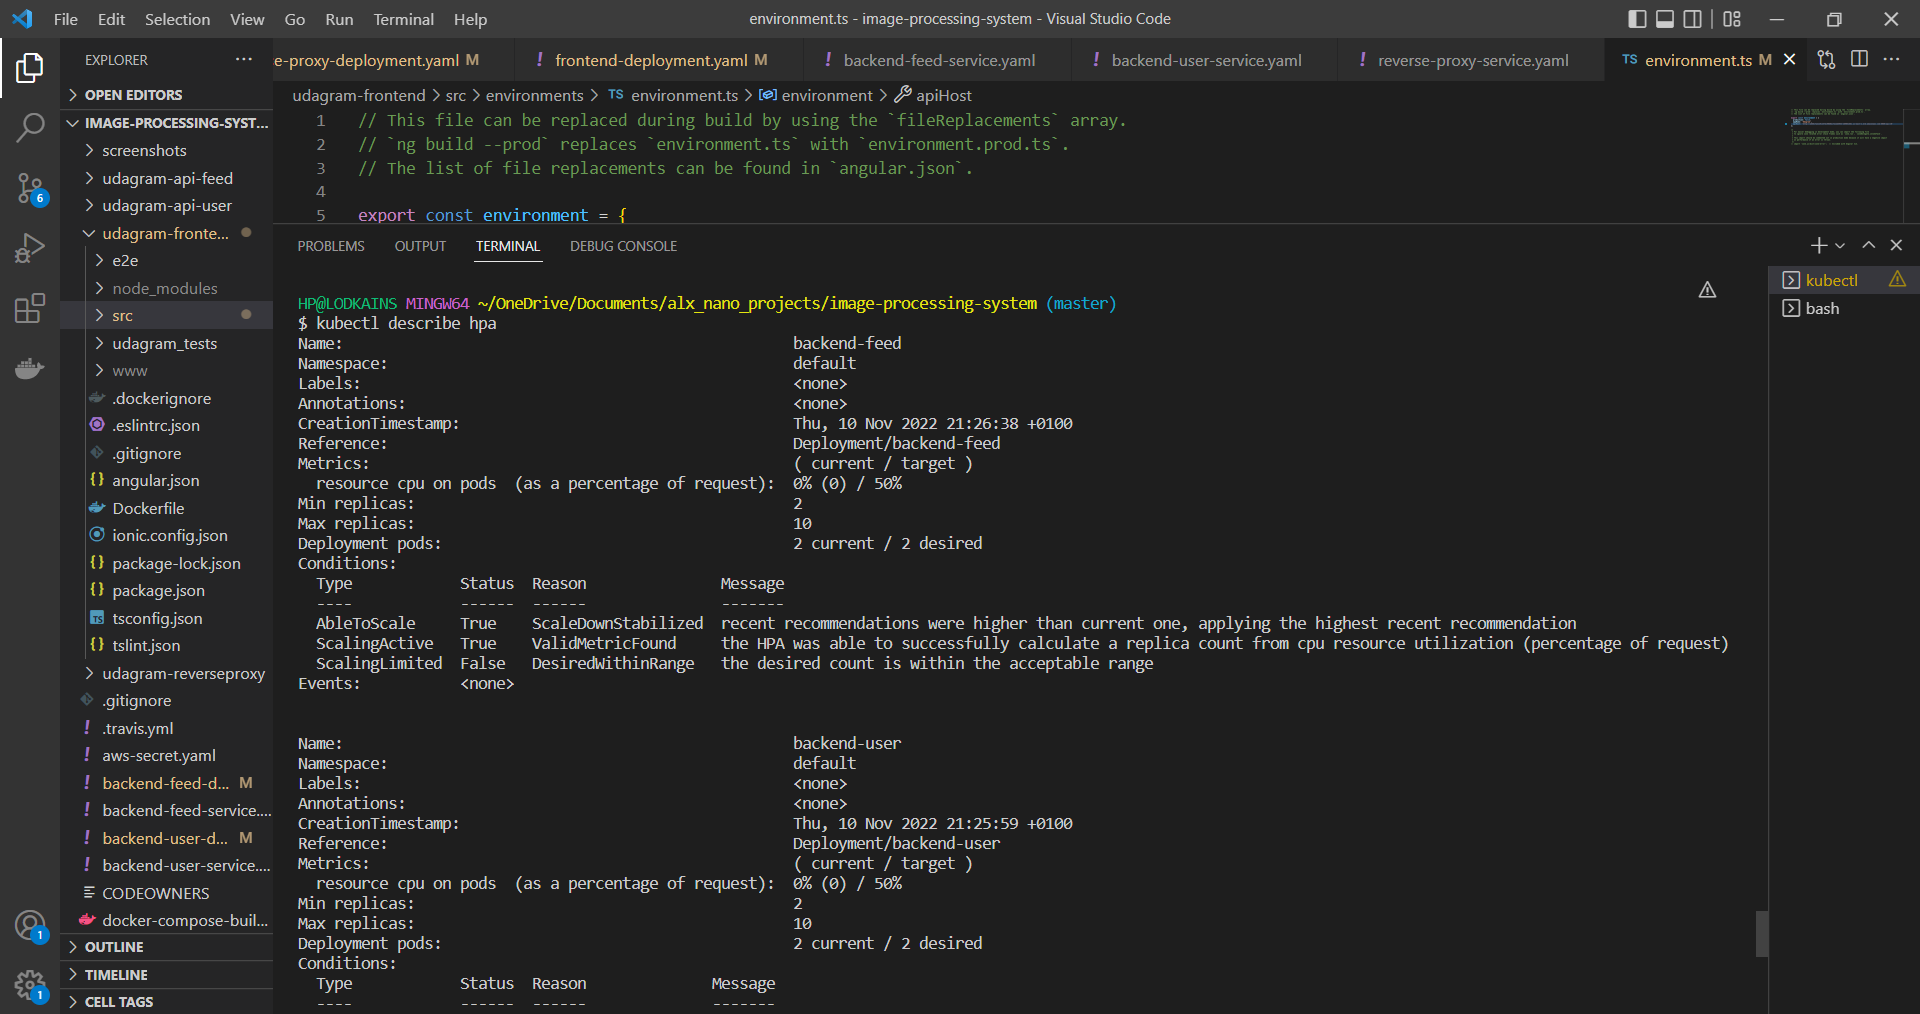 File Edit Selection View Go Run Terminal Help
environment.ts - image-processing-system - Visual Studio Code
EXPLORER
e-proxy-deployment.yaml M
frontend-deployment.yaml M
backend-feed-service.yaml
backend-user-service.yaml
reverse-proxy-service.yaml
TS environment.ts M
OPEN EDITORS
IMAGE-PROCESSING-SYST...
screenshots
udagram-api-feed
udagram-api-user
udagram-fronte...
e2e
node_modules
src
udagram_tests
www
.dockerignore
.eslintrc.json
.gitignore
angular.json
Dockerfile
ionic.config.json
package-lock.json
package.json
tsconfig.json
tslint.json
udagram-reverseproxy
.gitignore
.travis.yml
aws-secret.yaml
backend-feed-d... M
backend-feed-service....
backend-user-d... M
backend-user-service....
CODEOWNERS
docker-compose-buil...
OUTLINE
TIMELINE
CELL TAGS
6
1
1
udagram-frontend > src > environments > TS environment.ts > environment > apiHost
1 // This file can be replaced during build by using the `fileReplacements` array.
2 // `ng build --prod` replaces `environment.ts` with `environment.prod.ts`.
3 // The list of file replacements can be found in `angular.json`.
4
5 export const environment = {
PROBLEMS OUTPUT TERMINAL DEBUG CONSOLE
kubectl
bash
HP@LODKAINS MINGW64 ~/OneDrive/Documents/alx_nano_projects/image-processing-system (master)
$ kubectl describe hpa
Name: backend-feed
Namespace: default
Labels: <none>
Annotations: <none>
CreationTimestamp: Thu, 10 Nov 2022 21:26:38 +0100
Reference: Deployment/backend-feed
Metrics: ( current / target )
resource cpu on pods (as a percentage of request): 0% (0) / 50%
Min replicas: 2
Max replicas: 10
Deployment pods: 2 current / 2 desired
Conditions:
Type Status Reason Message
---- ------ ------ -------
AbleToScale True ScaleDownStabilized recent recommendations were higher than current one, applying the highest recent recommendation
ScalingActive True ValidMetricFound the HPA was able to successfully calculate a replica count from cpu resource utilization (percentage of request)
ScalingLimited False DesiredWithinRange the desired count is within the acceptable range
Events: <none>
Name: backend-user
Namespace: default
Labels: <none>
Annotations: <none>
CreationTimestamp: Thu, 10 Nov 2022 21:25:59 +0100
Reference: Deployment/backend-user
Metrics: ( current / target )
resource cpu on pods (as a percentage of request): 0% (0) / 50%
Min replicas: 2
Max replicas: 10
Deployment pods: 2 current / 2 desired
Conditions:
Type Status Reason Message
---- ------ ------ -------